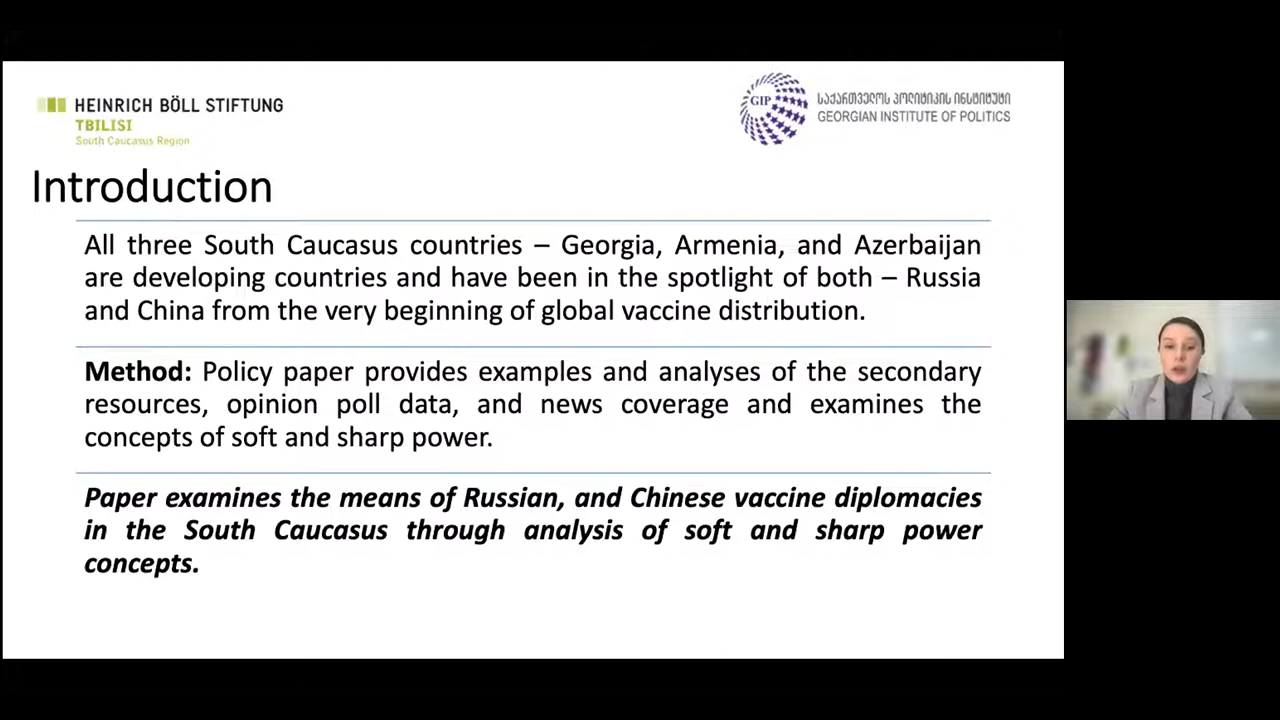 HEINRICH BÖLL STIFTUNG
TBILISI
South Caucasus Region
GIP
ᲡᲐᲥᲐᲠᲗᲕᲔᲚᲝᲡ ᲞᲝᲚᲘᲢᲘᲙᲘᲡ ᲘᲜᲡᲢᲘᲢᲣᲢᲘ
GEORGIAN INSTITUTE OF POLITICS
Introduction
All three South Caucasus countries – Georgia, Armenia, and Azerbaijan
are developing countries and have been in the spotlight of both – Russia
and China from the very beginning of global vaccine distribution.
Method: Policy paper provides examples and analyses of the secondary
resources, opinion poll data, and news coverage and examines the
concepts of soft and sharp power.
Paper examines the means of Russian, and Chinese vaccine diplomacies
in the South Caucasus through analysis of soft and sharp power
concepts.